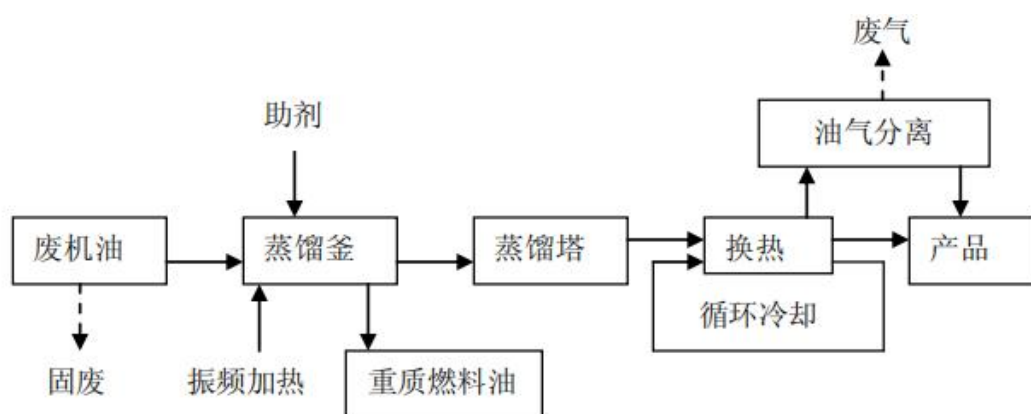 废气
助剂
油气分离
废机油
蒸馏釜
蒸馏塔
换热
产品
循环冷却
固废
振频加热
重质燃料油